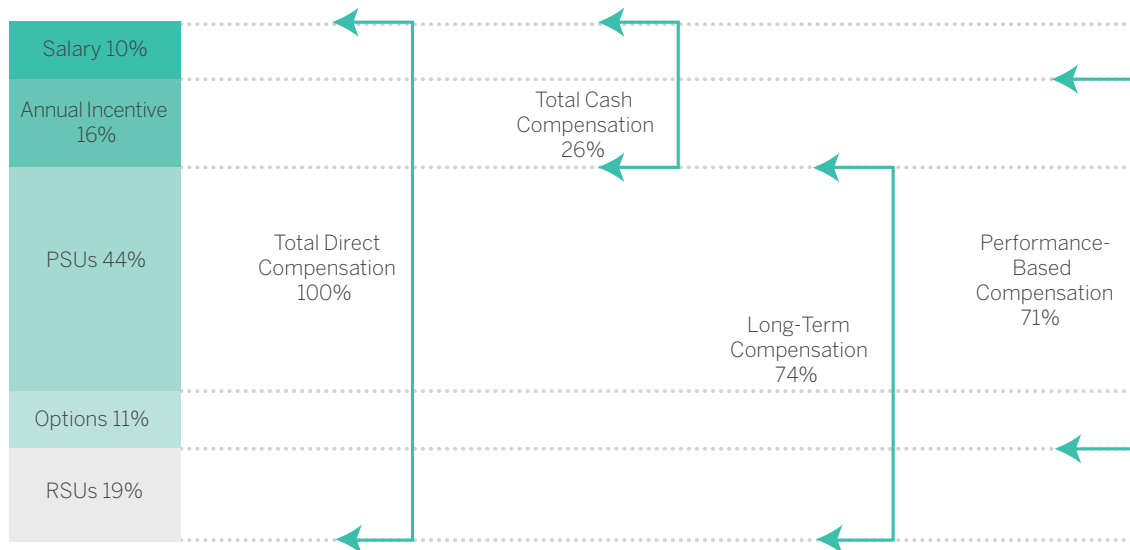 Salary 10%
Annual Incentive
16%
PSUs 44%
Options 11%
RSUs 19%
Total Direct
Compensation
100%
Total Cash
Compensation
26%
Long-Term
Compensation
74%
Performance-
Based
Compensation
71%